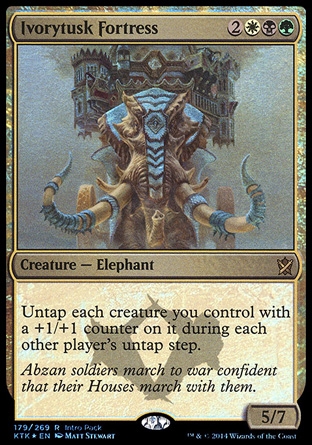 Ivorytusk Fortress 2
Creature — Elephant
Untap each creature you control with
a +1/+1 counter on it during each
other player's untap step.
Abzan soldiers march to war confident
that their Houses march with them.
179/269 R Intro Pack
KTK ★ EN Matt Stewart
™ & © 2014 Wizards of the Coast
5/7